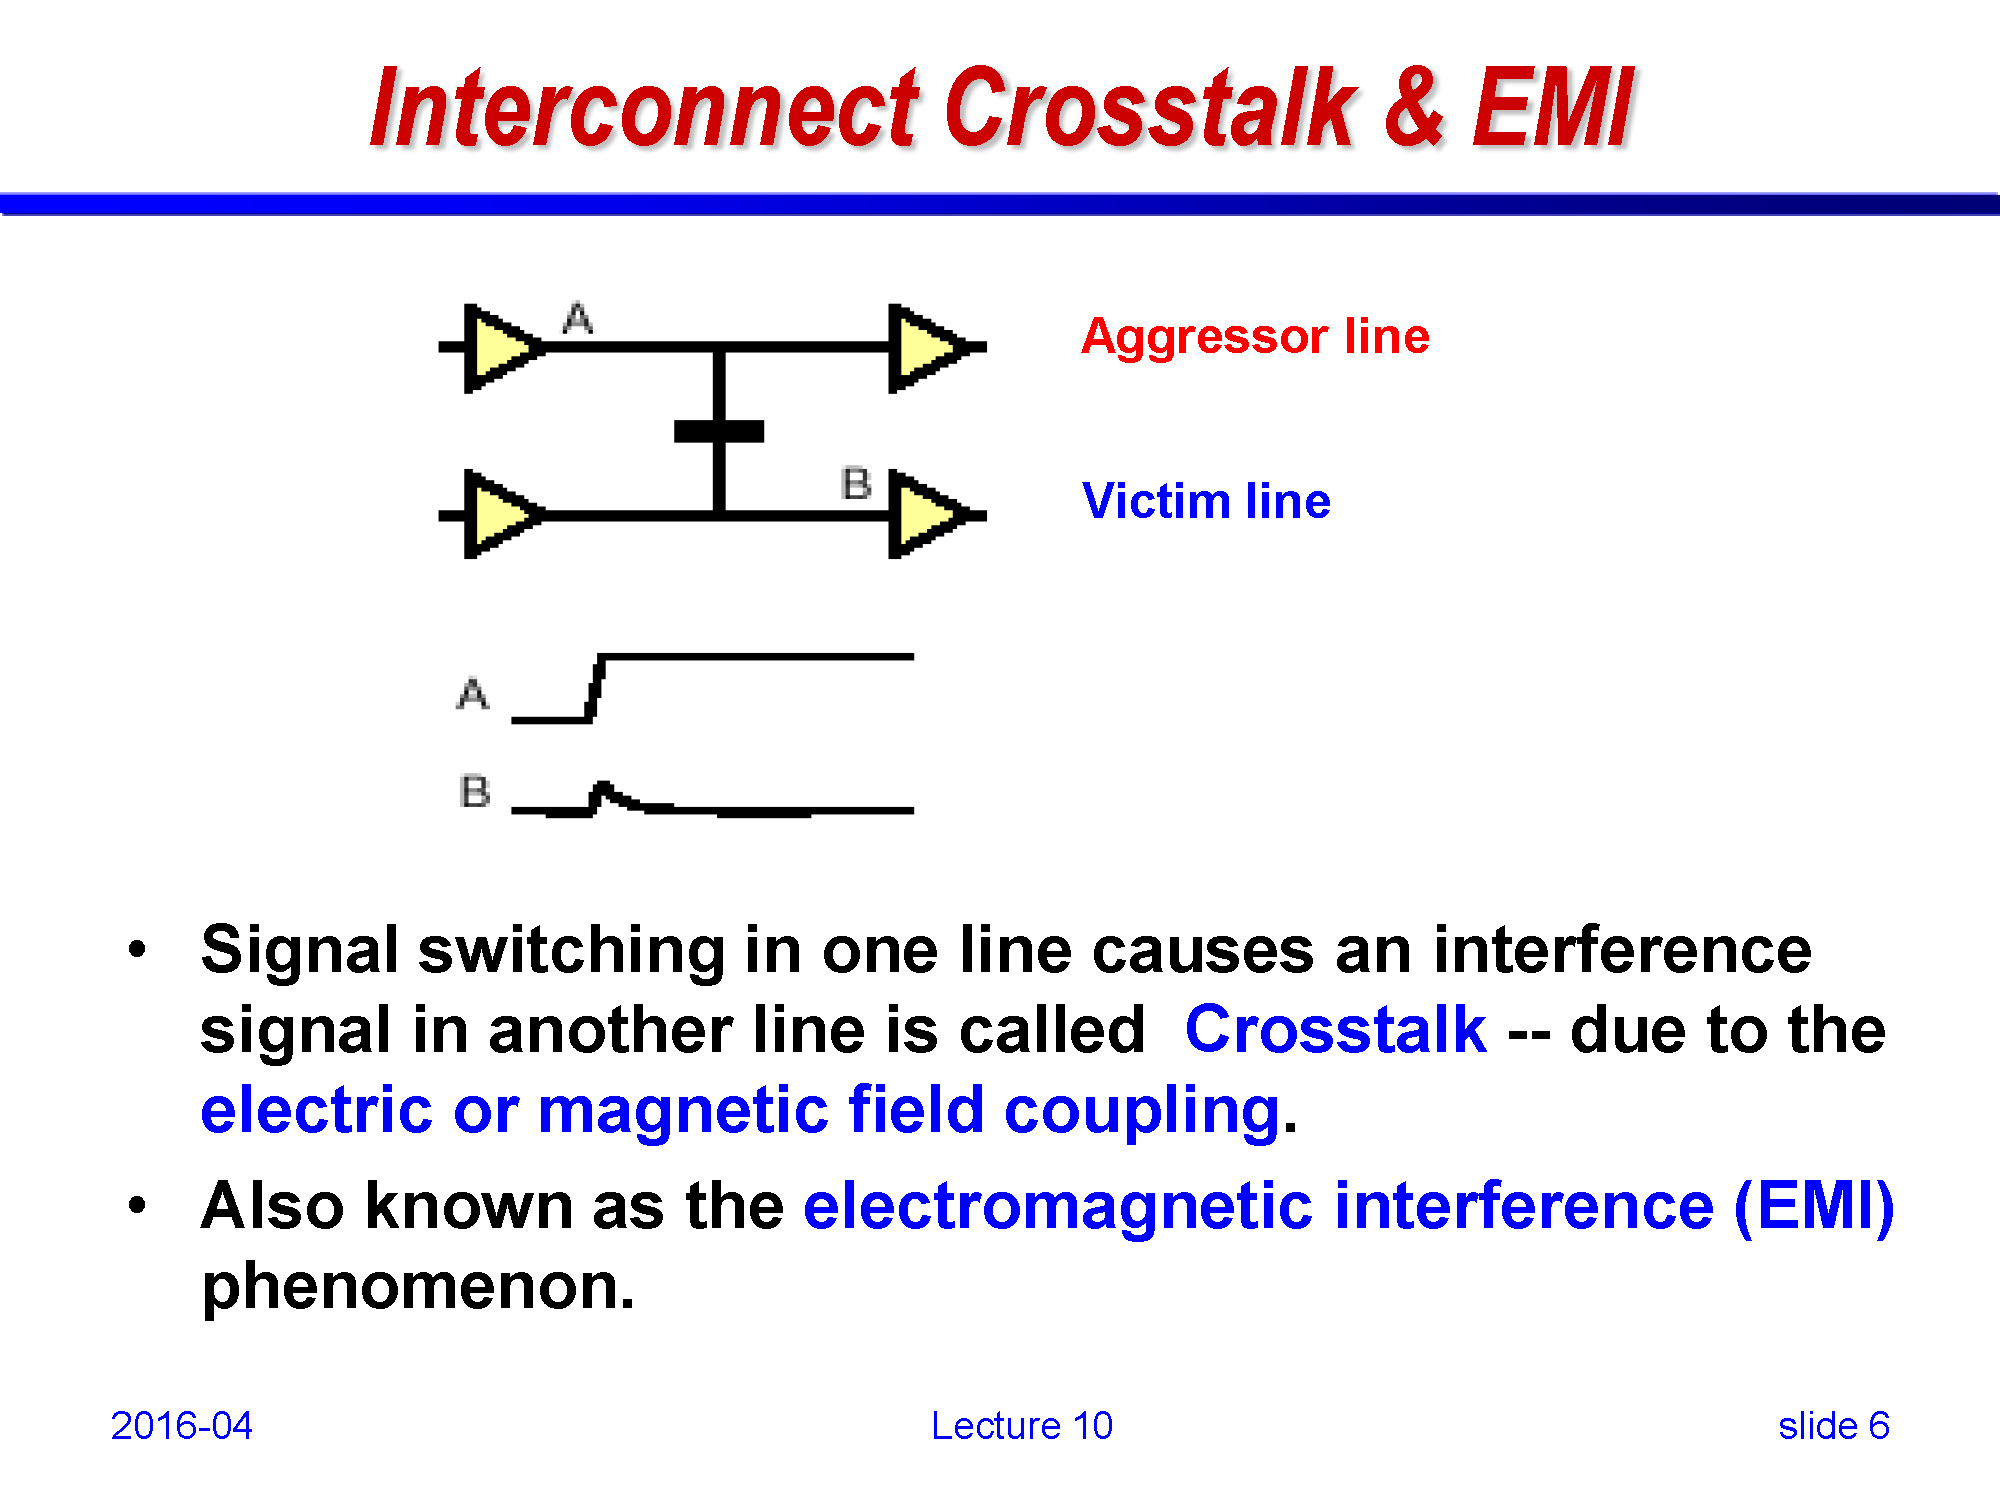 Interconnect Crosstalk & EMI
A
Aggressor line
B
Victim line
A
B
• Signal switching in one line causes an interference
signal in another line is called Crosstalk -- due to the
electric or magnetic field coupling.
• Also known as the electromagnetic interference (EMI)
phenomenon.
2016-04
Lecture 10
slide 6